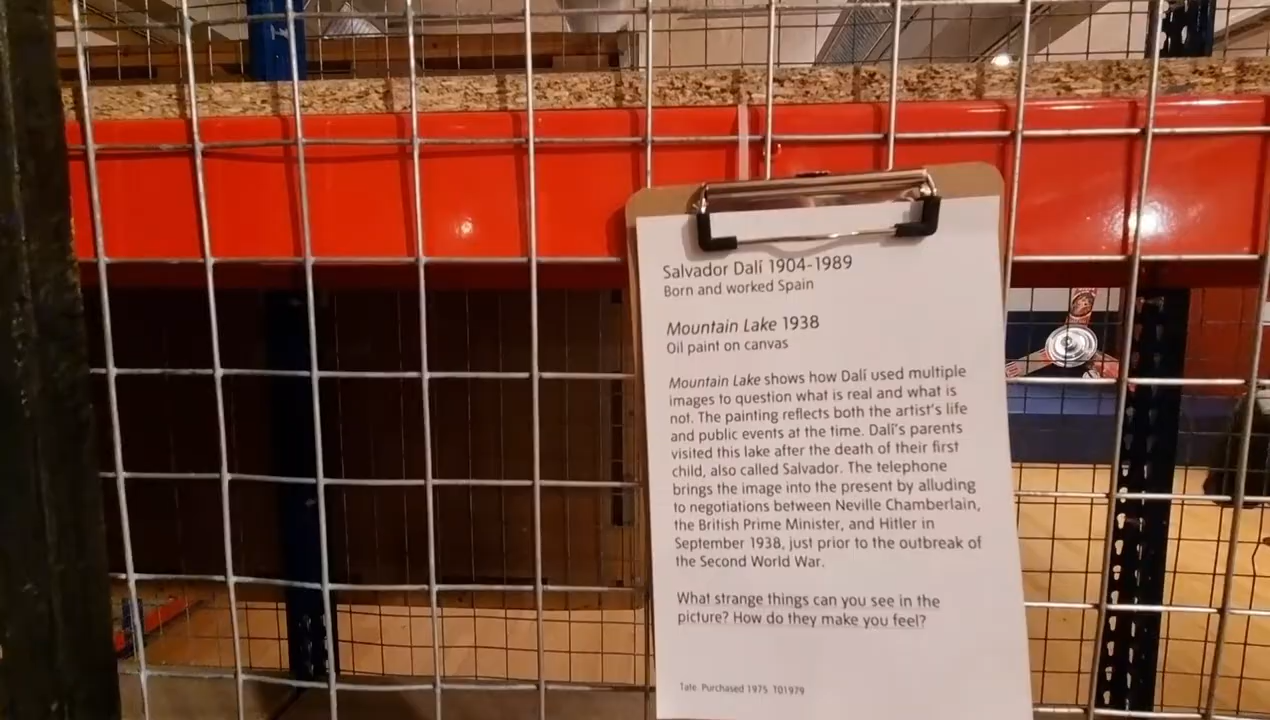 Salvador Dalí 1904-1989
Born and worked Spain
Mountain Lake 1938
Oil paint on canvas
Mountain Lake shows how Dalí used multiple
images to question what is real and what is
not. The painting reflects both the artist's life
and public events at the time. Dalí's parents
visited this lake after the death of their first
child, also called Salvador. The telephone
brings the image into the present by alluding
to negotiations between Neville Chamberlain,
the British Prime Minister, and Hitler in
September 1938, just prior to the outbreak of
the Second World War.
What strange things can you see in the
picture? How do they make you feel?
Tate. Purchased 1975. T01979